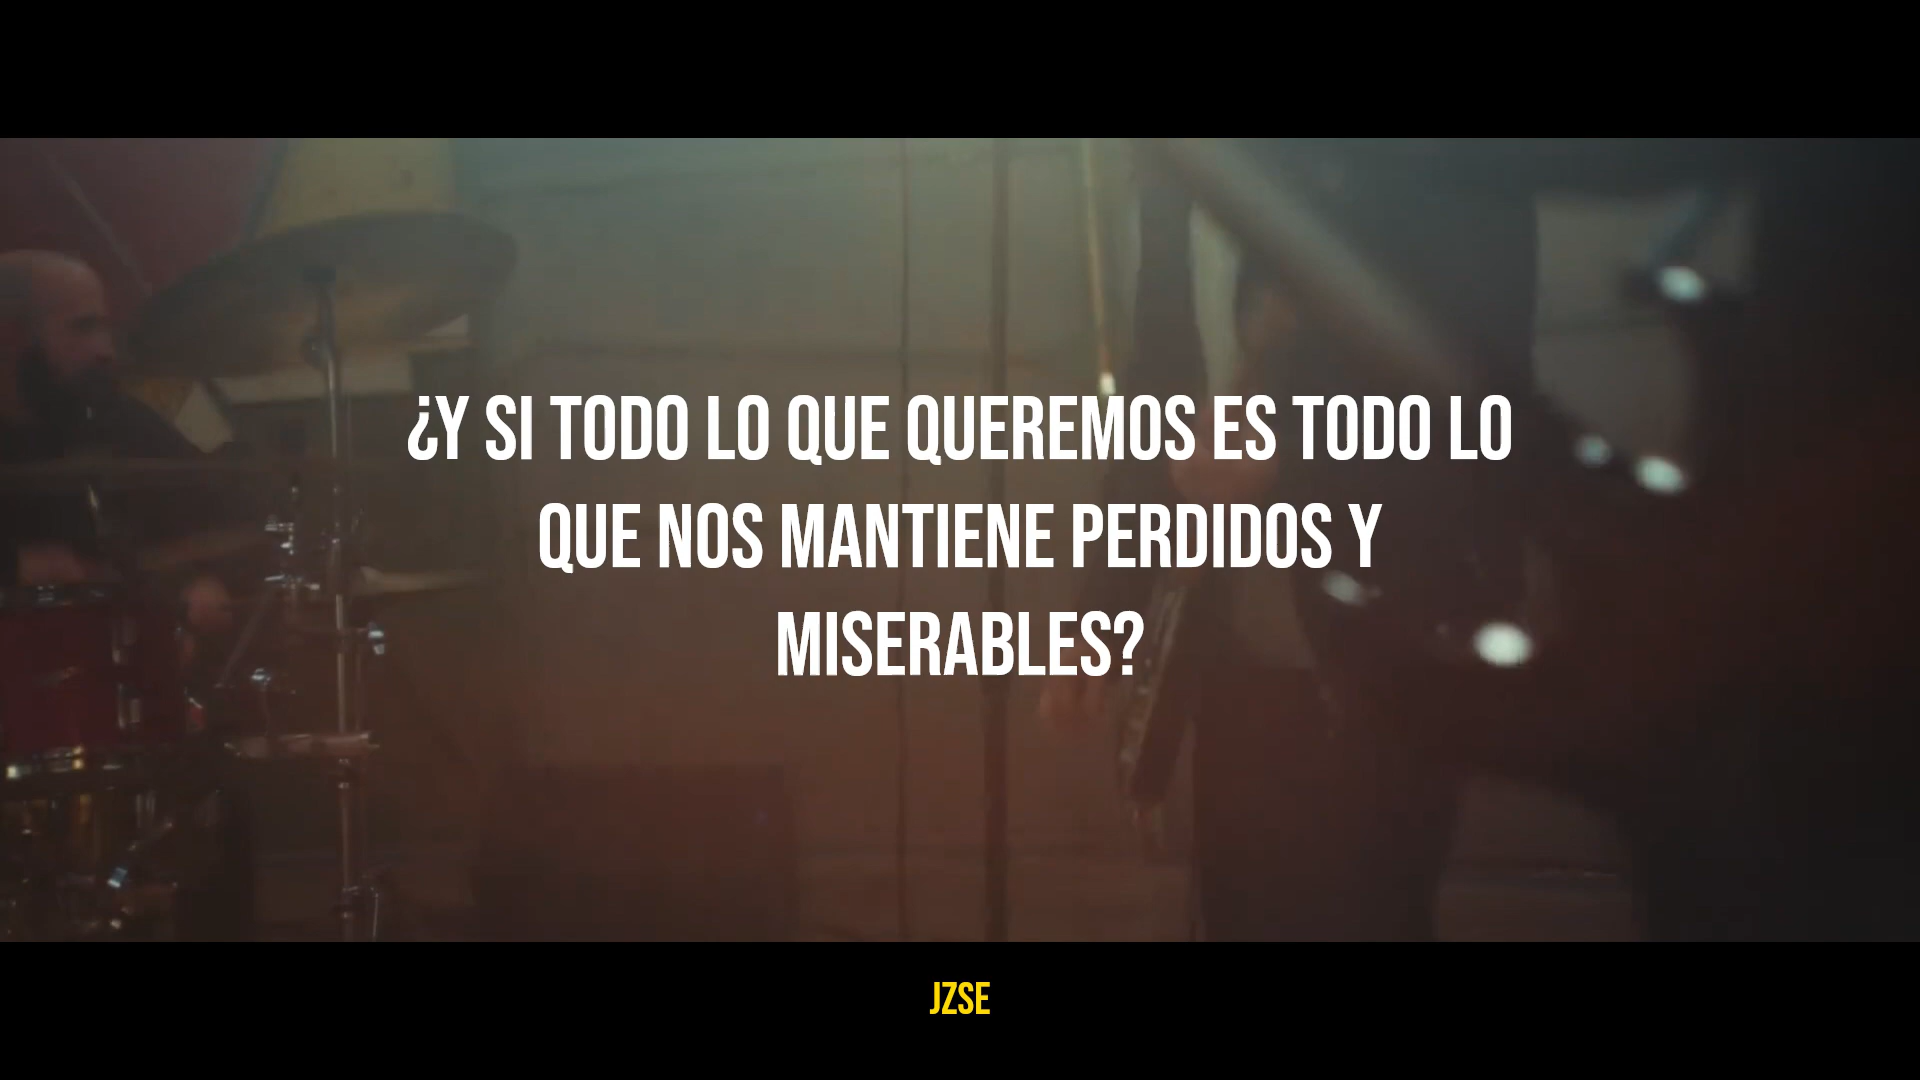 ¿Y SI TODO LO QUE QUEREMOS ES TODO LO
QUE NOS MANTIENE PERDIDOS Y
MISERABLES?
JZSE